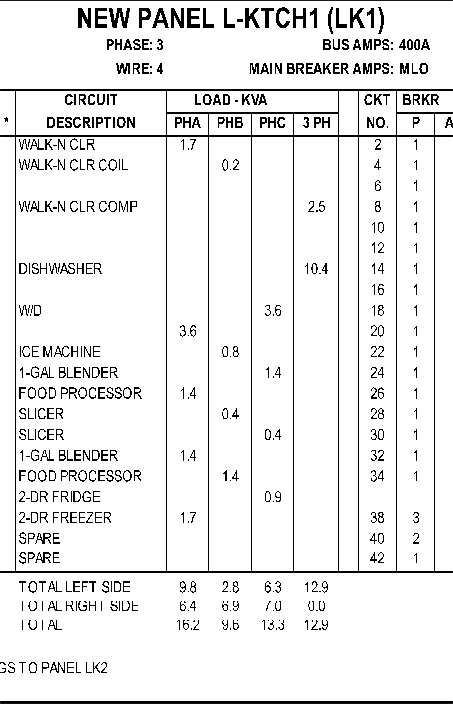 NEW PANEL L-KTCH1 (LK1)
PHASE: 3 BUS AMPS: 400A
WIRE: 4 MAIN BREAKER AMPS: MLO
CIRCUIT LOAD - KVA CKT BRKR
* DESCRIPTION PHA PHB PHC 3 PH NO. P A
WALK-N CLR 1.7 2 1
WALK-N CLR COIL 0.2 4 1
6 1
WALK-N CLR COMP 2.5 8 1
10 1
12 1
DISHWASHER 10.4 14 1
16 1
W/D 3.6 18 1
3.6 20 1
ICE MACHINE 0.8 22 1
1-GAL BLENDER 1.4 24 1
FOOD PROCESSOR 1.4 26 1
SLICER 0.4 28 1
SLICER 0.4 30 1
1-GAL BLENDER 1.4 32 1
FOOD PROCESSOR 1.4 34 1
2-DR FRIDGE 0.9
2-DR FREEZER 1.7 38 3
SPARE 40 2
SPARE 42 1
TOTAL LEFT SIDE 9.8 2.8 6.3 12.9
TOTAL RIGHT SIDE 6.4 6.9 7.0 0.0
TOTAL 16.2 9.6 13.3 12.9
GS TO PANEL LK2